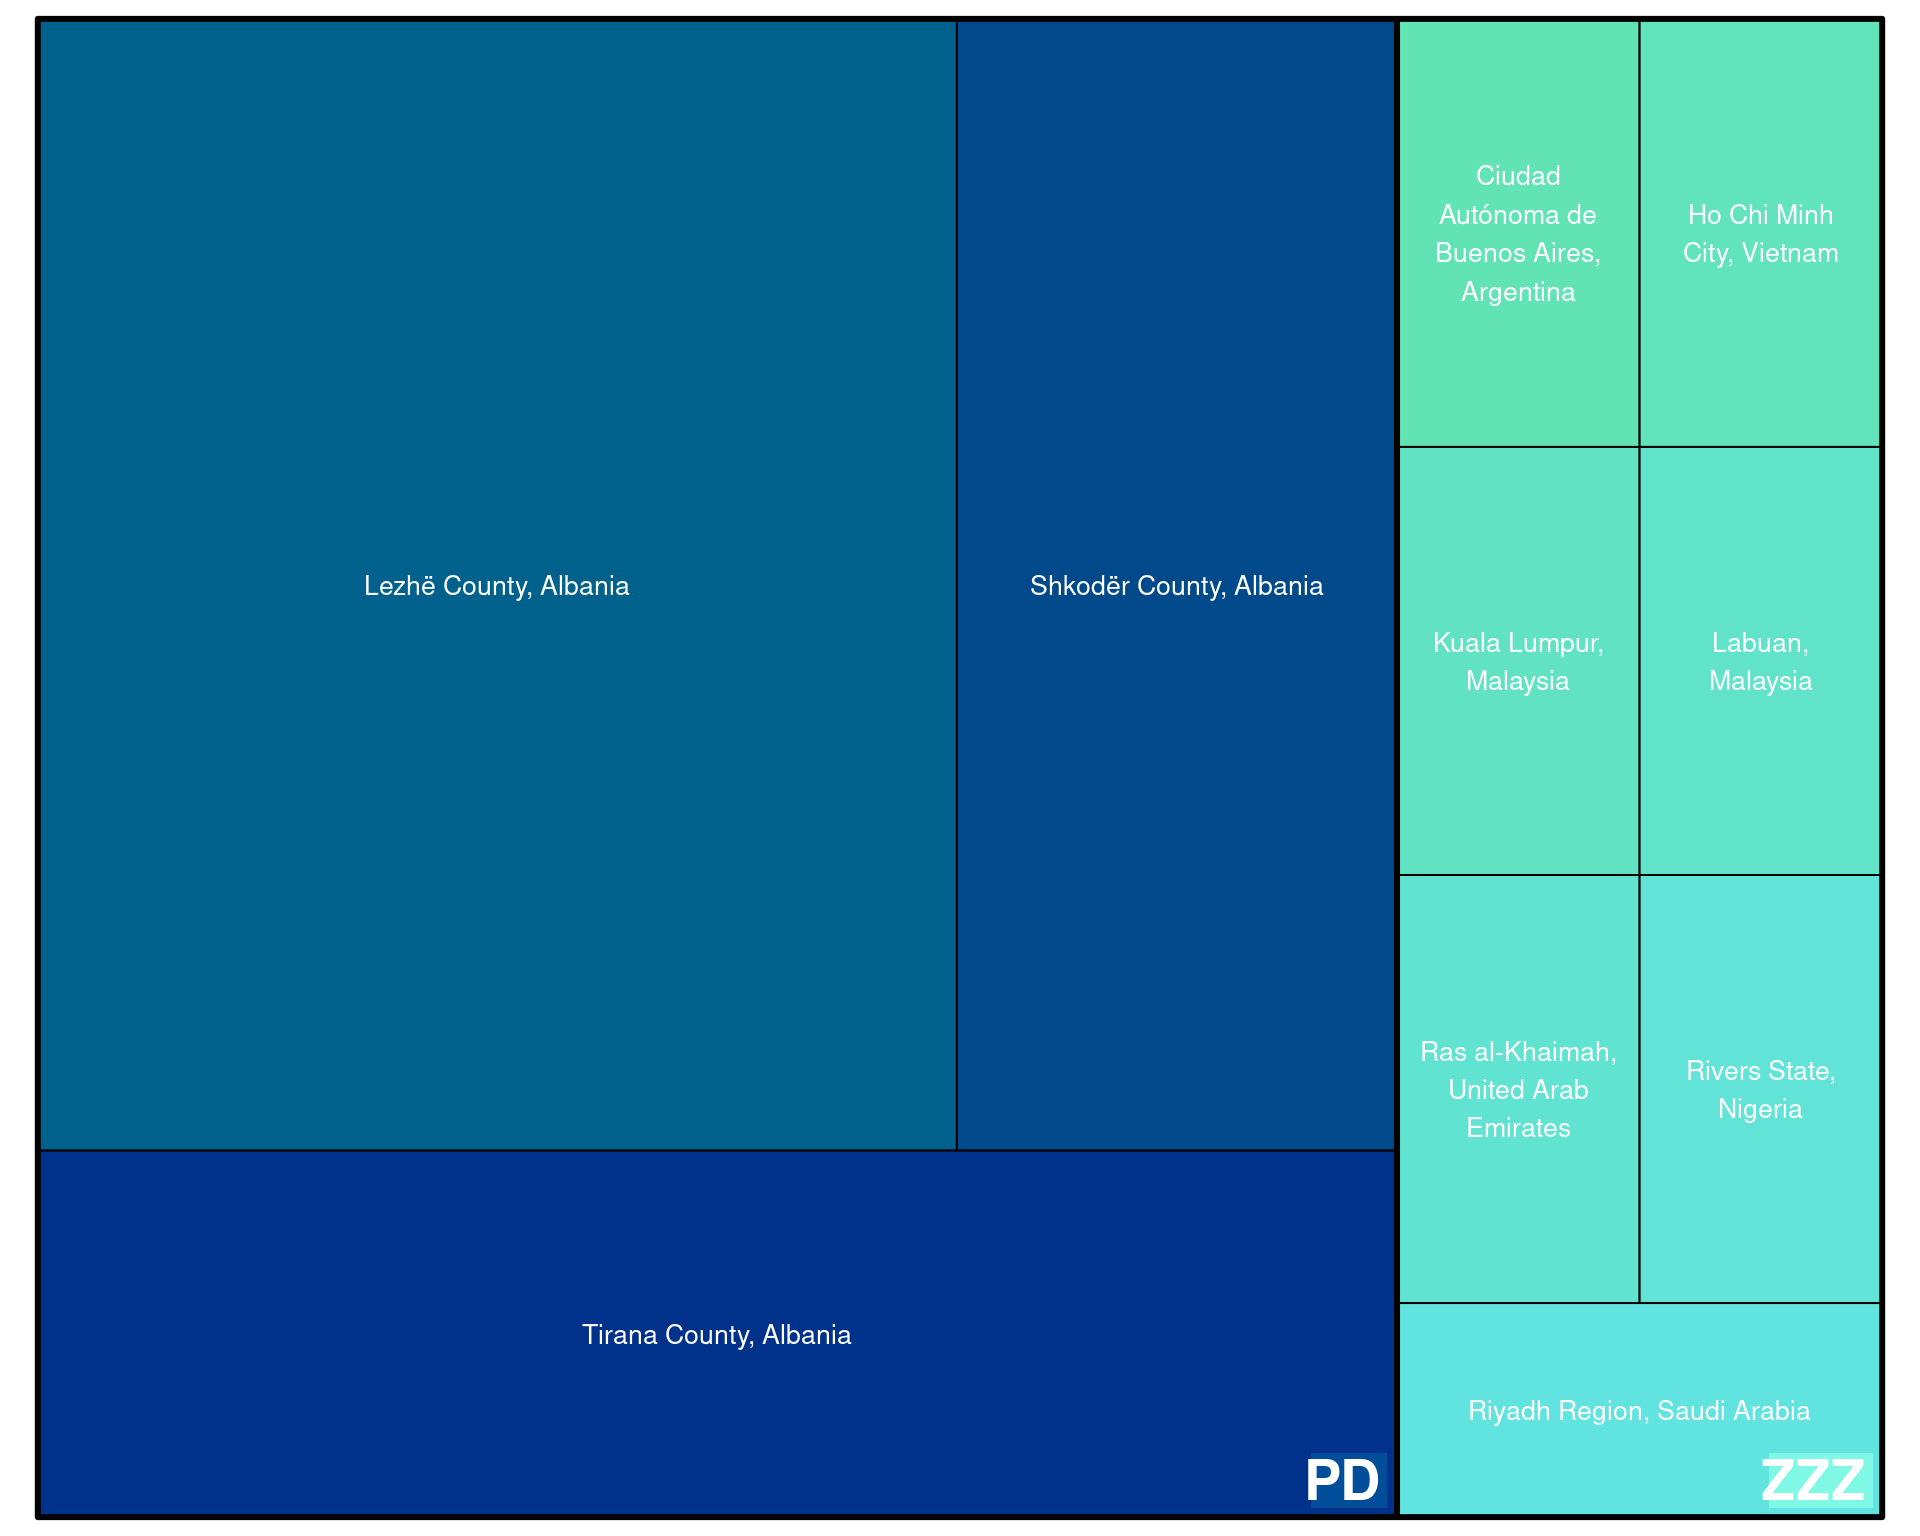 Lezhë County, Albania
Shkodër County, Albania
Tirana County, Albania
PD
Ciudad
Autónoma de
Buenos Aires,
Argentina
Ho Chi Minh
City, Vietnam
Kuala Lumpur,
Malaysia
Labuan,
Malaysia
Ras al-Khaimah,
United Arab
Emirates
Rivers State,
Nigeria
Riyadh Region, Saudi Arabia
ZZZ